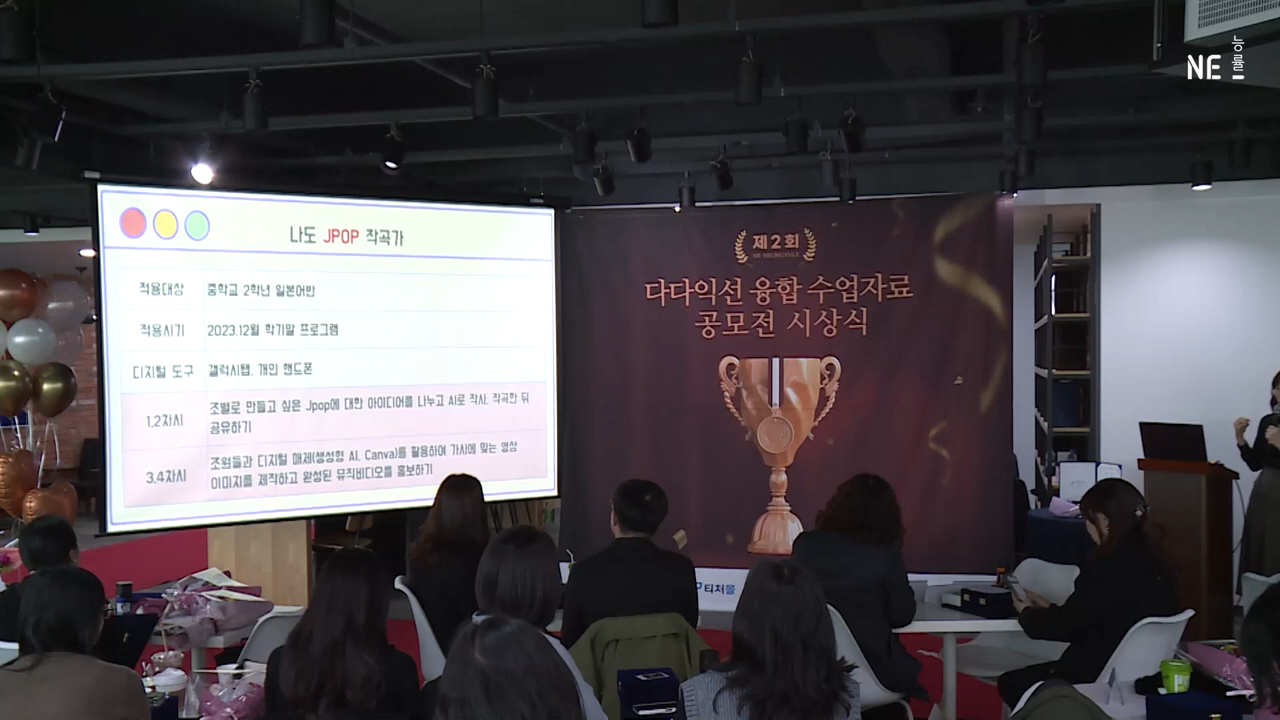 NE 능률
나도 JPOP 작곡가
적용대상 중학교 2학년 일본어반
적용시기 2023.12월 학기말 프로그램
디지털 도구 갤럭시탭, 개인 핸드폰
1,2차시 조별로 만들고 싶은 Jpop에 대한 아이디어를 나누고 AI로 작사, 작곡한 뒤
공유하기
3,4차시 조원들과 디지털 매체(생성형 AI, Canva)를 활용하여 가사에 맞는 영상
이미지를 제작하고 완성된 뮤직비디오를 홍보하기
제2회
NE NEUNGYULE
다다익선 융합 수업자료
공모전 시상식
티처몰